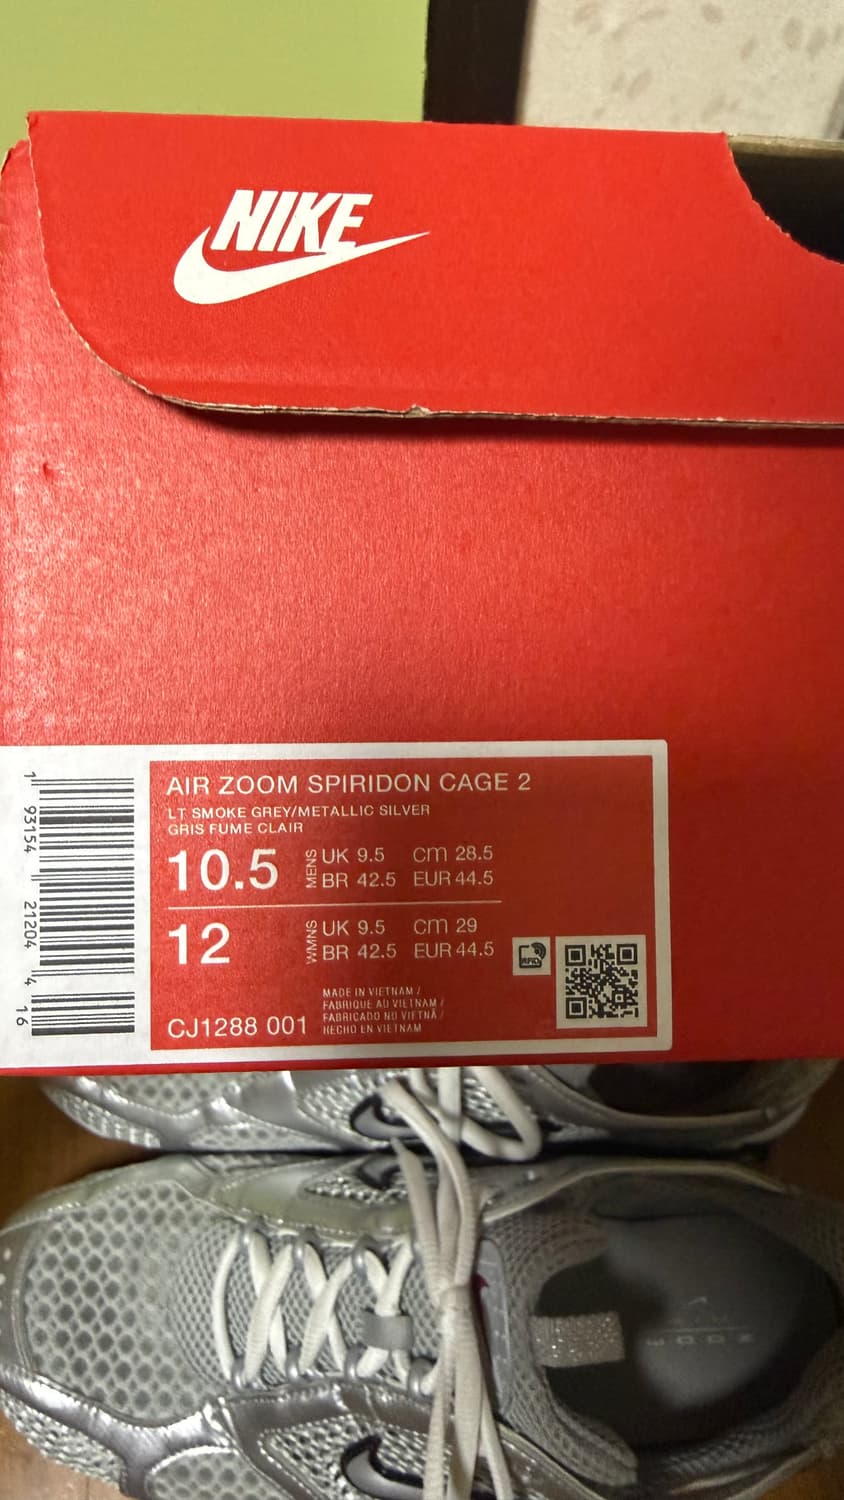 NIKE
AIR ZOOM SPIRIDON CAGE 2
LT SMOKE GREY/METALLIC SILVER
GRIS FUME CLAIR
10.5 MENS UK 9.5 cm 28.5
BR 42.5 EUR 44.5
12 WMNS UK 9.5 cm 29
BR 42.5 EUR 44.5
RFID
MADE IN VIETNAM /
FABRIQUE AU VIETNAM /
FABRICADO NO VIETNÃ /
HECHO EN VIETNAM
CJ1288 001
1 93154 21204 4 16
ZOOM